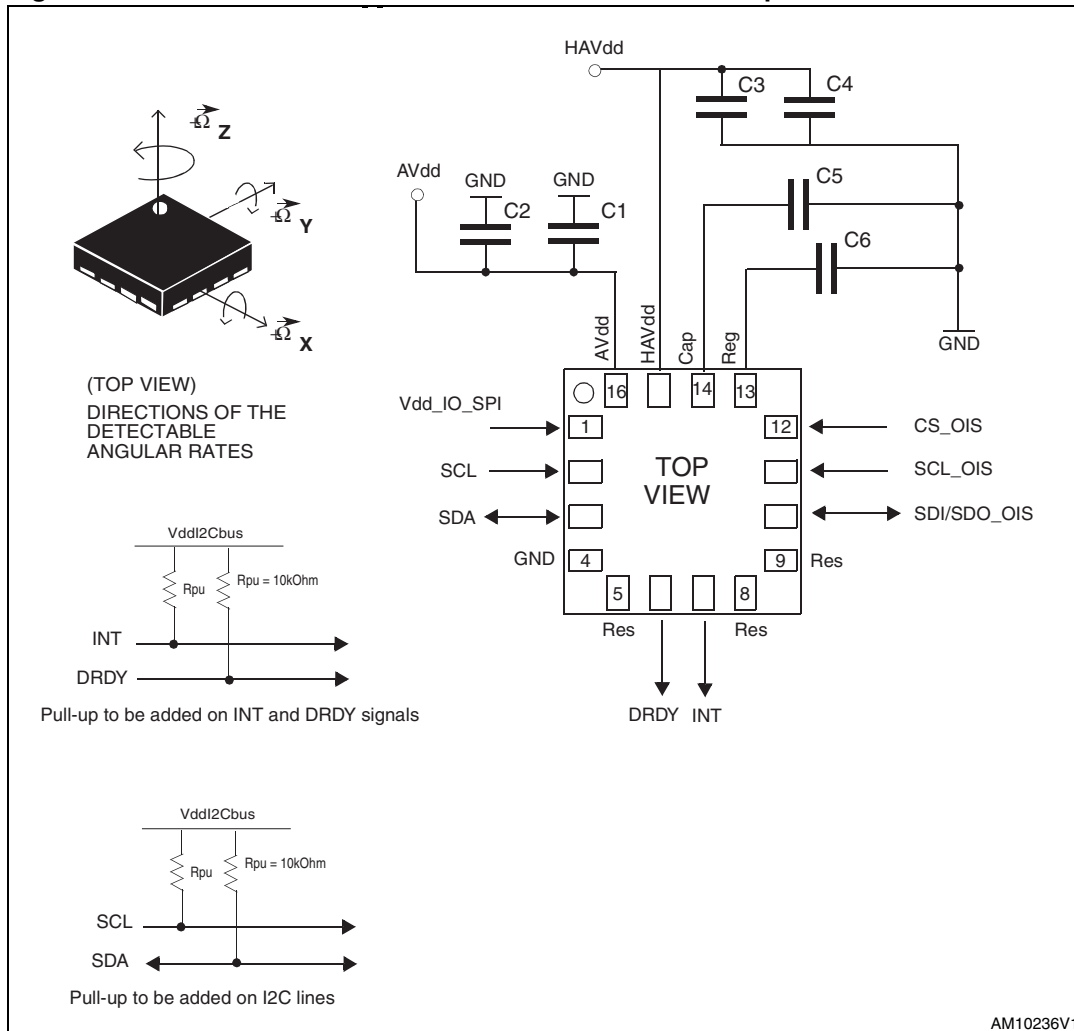 HAVdd
C3
C4
AVdd
GND
GND
C2
C1
C5
C6
GND
Ω Z
Ω Y
Ω X
(TOP VIEW)
DIRECTIONS OF THE
DETECTABLE
ANGULAR RATES
AVdd
HAVdd
Cap
Reg
16
14
13
Vdd_IO_SPI
1
12
CS_OIS
SCL
TOP
VIEW
SCL_OIS
SDA
SDI/SDO_OIS
GND
4
9
Res
5
8
Res
Res
DRDY
INT
VddI2Cbus
Rpu
Rpu = 10kOhm
INT
DRDY
Pull-up to be added on INT and DRDY signals
VddI2Cbus
Rpu
Rpu = 10kOhm
SCL
SDA
Pull-up to be added on I2C lines
AM10236V1